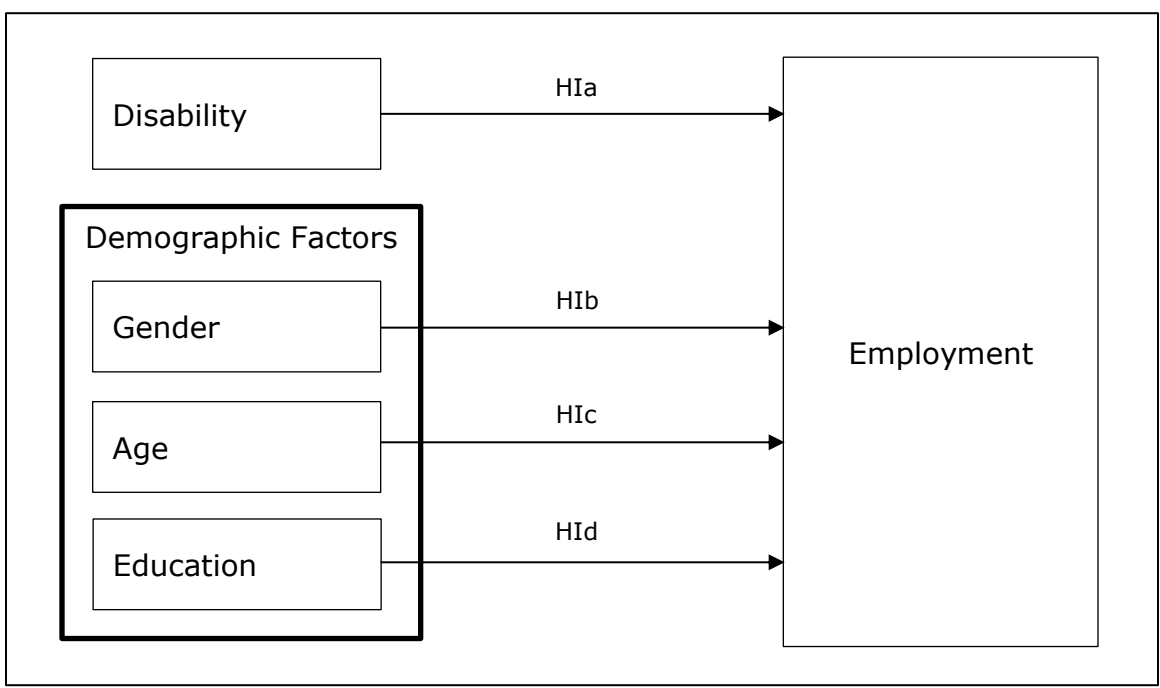 Disability
HIa
Demographic Factors
Gender
HIb
Age
HIc
Education
HId
Employment